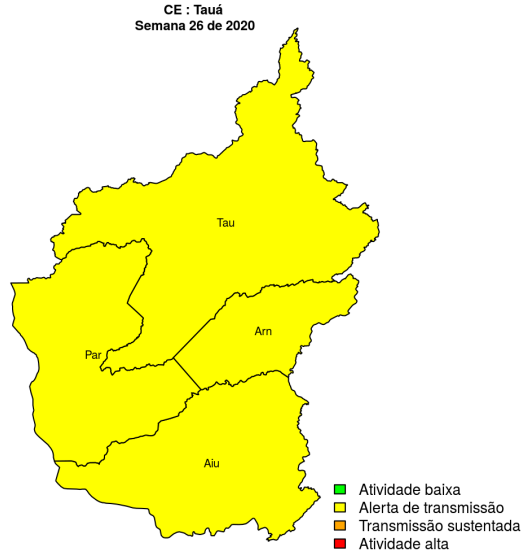 CE : Tauá
Semana 26 de 2020
Tau
Arn
Par
Aiu
Atividade baixa
Alerta de transmissão
Transmissão sustentada
Atividade alta